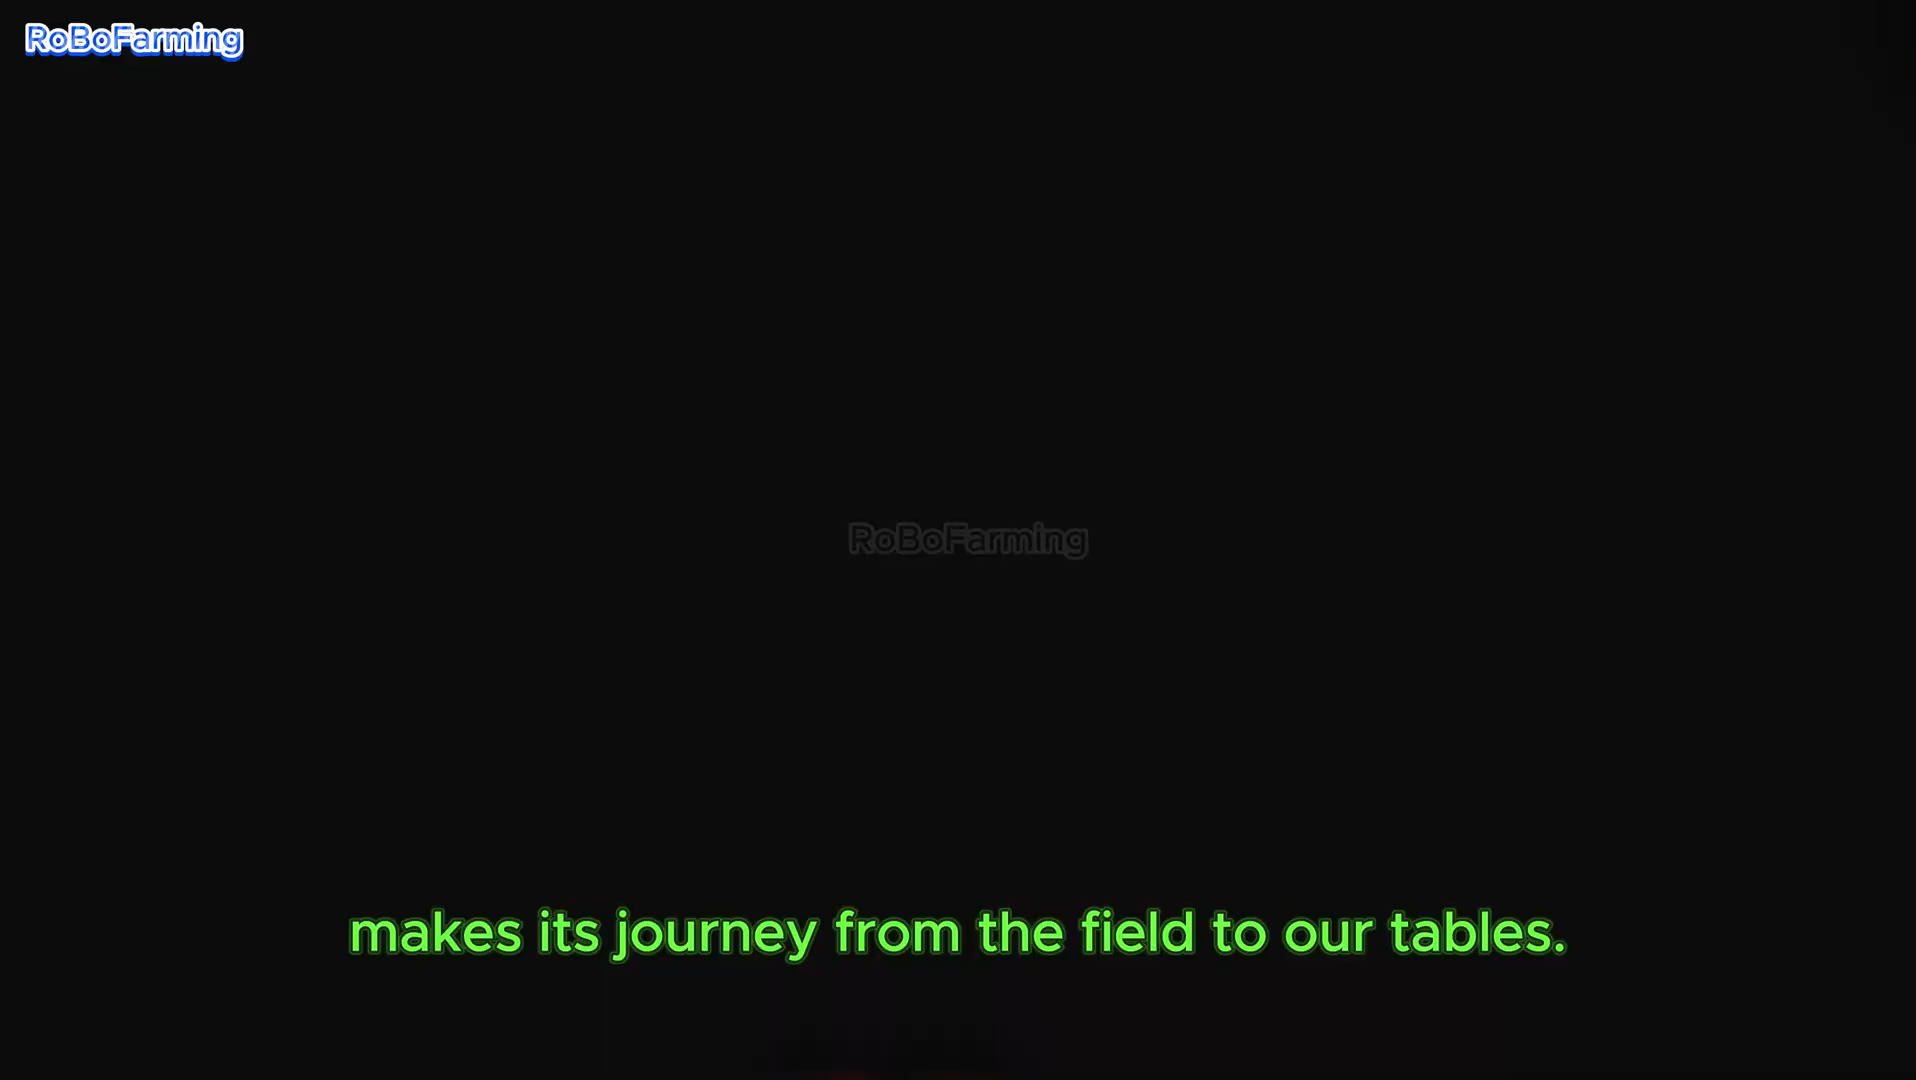 RoBoFarming
RoBoFarming
makes its journey from the field to our tables.